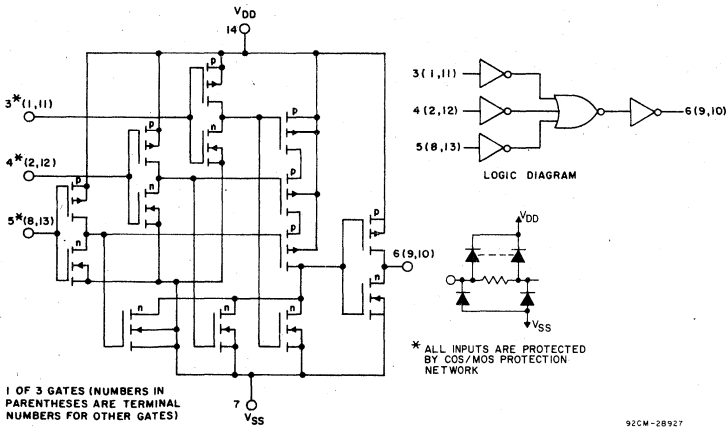 VDD
14
p
3*(1,11)
n
p
4*(2,12)
n
p
5*(8,13)
n
p
p
p
p
6(9,10)
n
n
n
n
7
VSS
3(1,11)
4(2,12)
5(8,13)
6(9,10)
LOGIC DIAGRAM
VDD
VSS
* ALL INPUTS ARE PROTECTED
BY COS/MOS PROTECTION
NETWORK
1 OF 3 GATES (NUMBERS IN
PARENTHESES ARE TERMINAL
NUMBERS FOR OTHER GATES)
92CM-28927